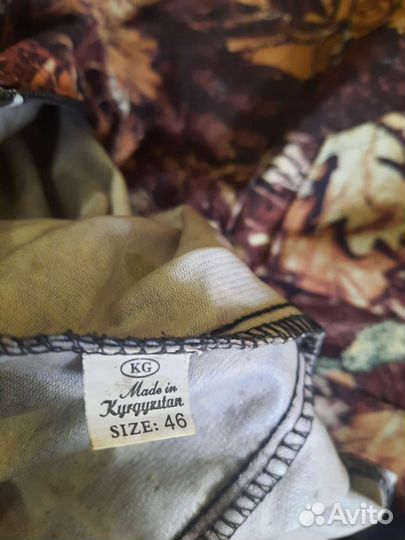 KG
Made in
Kyrgyzstan
SIZE: 46
Avito